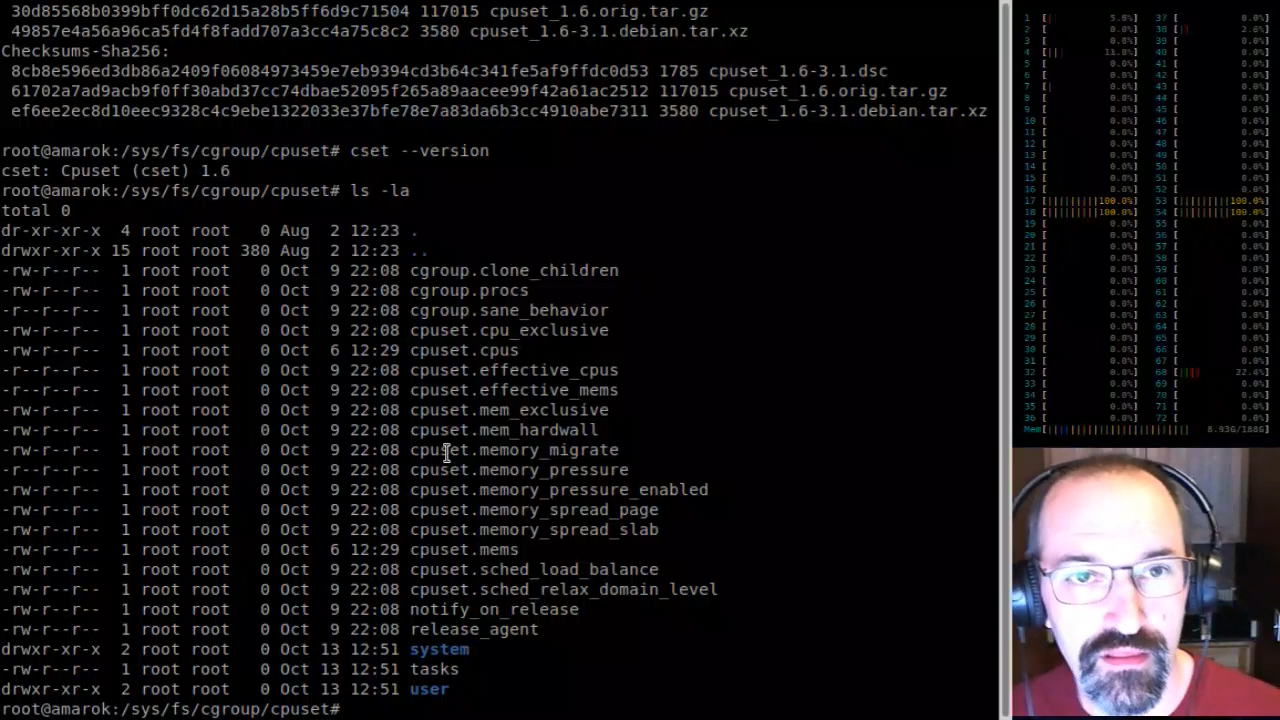 30d85568b0399bff0dc62d15a28b5ff6d9c71504 117015 cpuset_1.6.orig.tar.gz
49857e4a56a96ca5fd4f8fadd707a3cc4a75c8c2 3580 cpuset_1.6-3.1.debian.tar.xz
Checksums-Sha256:
8cb8e596ed3db86a2409f06084973459e7eb9394cd3b64c341fe5af9ffdc0d53 1785 cpuset_1.6-3.1.dsc
61702a7ad9acb9f0ff30abd37cc74dbae52095f265a89aacee99f42a61ac2512 117015 cpuset_1.6.orig.tar.gz
ef6ee2ec8d10eec9328c4c9ebe1322033e37bfe78e7a83da6b3cc4910abe7311 3580 cpuset_1.6-3.1.debian.tar.xz
root@amarok:/sys/fs/cgroup/cpuset# cset --version
cset: Cpuset (cset) 1.6
root@amarok:/sys/fs/cgroup/cpuset# ls -la
total 0
dr-xr-xr-x 4 root root 0 Aug 2 12:23 .
drwxr-xr-x 15 root root 380 Aug 2 12:23 ..
-rw-r--r-- 1 root root 0 Oct 9 22:08 cgroup.clone_children
-rw-r--r-- 1 root root 0 Oct 9 22:08 cgroup.procs
-r--r--r-- 1 root root 0 Oct 9 22:08 cgroup.sane_behavior
-rw-r--r-- 1 root root 0 Oct 9 22:08 cpuset.cpu_exclusive
-rw-r--r-- 1 root root 0 Oct 6 12:29 cpuset.cpus
-r--r--r-- 1 root root 0 Oct 9 22:08 cpuset.effective_cpus
-r--r--r-- 1 root root 0 Oct 9 22:08 cpuset.effective_mems
-rw-r--r-- 1 root root 0 Oct 9 22:08 cpuset.mem_exclusive
-rw-r--r-- 1 root root 0 Oct 9 22:08 cpuset.mem_hardwall
-rw-r--r-- 1 root root 0 Oct 9 22:08 cpuset.memory_migrate
-r--r--r-- 1 root root 0 Oct 9 22:08 cpuset.memory_pressure
-rw-r--r-- 1 root root 0 Oct 9 22:08 cpuset.memory_pressure_enabled
-rw-r--r-- 1 root root 0 Oct 9 22:08 cpuset.memory_spread_page
-rw-r--r-- 1 root root 0 Oct 9 22:08 cpuset.memory_spread_slab
-rw-r--r-- 1 root root 0 Oct 6 12:29 cpuset.mems
-rw-r--r-- 1 root root 0 Oct 9 22:08 cpuset.sched_load_balance
-rw-r--r-- 1 root root 0 Oct 9 22:08 cpuset.sched_relax_domain_level
-rw-r--r-- 1 root root 0 Oct 9 22:08 notify_on_release
-rw-r--r-- 1 root root 0 Oct 9 22:08 release_agent
drwxr-xr-x 2 root root 0 Oct 13 12:51 system
-rw-r--r-- 1 root root 0 Oct 13 12:51 tasks
drwxr-xr-x 2 root root 0 Oct 13 12:51 user
root@amarok:/sys/fs/cgroup/cpuset#
17 [|||||||||100.0%] 53 [|||||||||100.0%]
18 [|||||||||100.0%] 54 [|||||||||100.0%]
Mem 8.93G/188G]